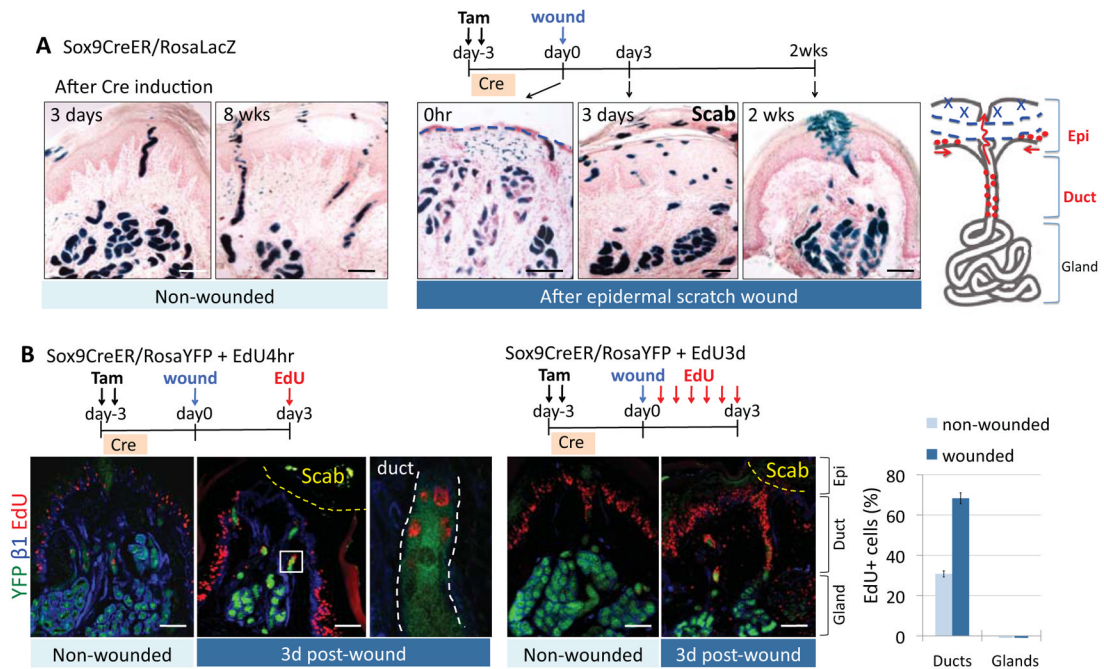 A Sox9CreER/RosaLacZ
Tam
wound
day-3
day0
day3
2wks
Cre
After Cre induction
3 days
8 wks
0hr
3 days
Scab
2 wks
Epi
Duct
Gland
X X X X
Non-wounded
After epidermal scratch wound
B Sox9CreER/RosaYFP + EdU4hr
Tam
wound
EdU
day-3
day0
day3
Cre
Sox9CreER/RosaYFP + EdU3d
Tam
wound
EdU
day-3
day0
day3
Cre
YFP β1 EdU
Scab
duct
Scab
Epi
Duct
Gland
Non-wounded
3d post-wound
Non-wounded
3d post-wound
non-wounded
wounded
EdU+ cells (%)
80
60
40
20
0
Ducts
Glands